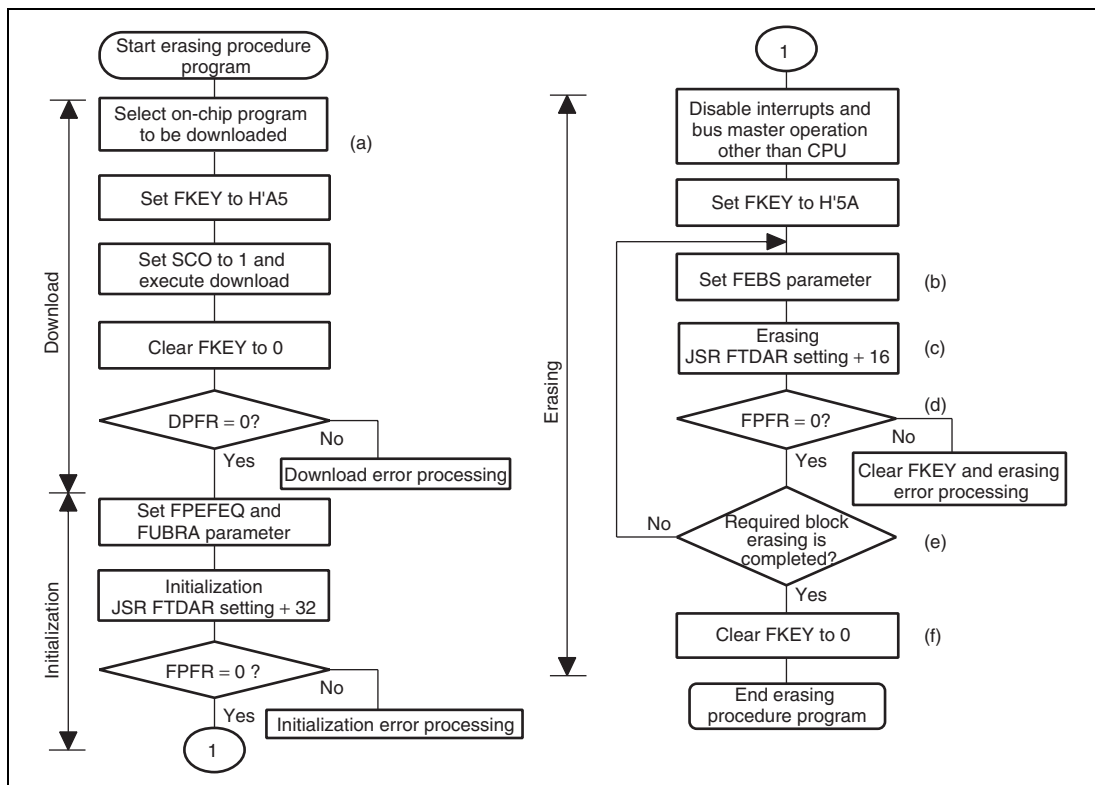 Start erasing procedure
program
Select on-chip program
to be downloaded
(a)
Set FKEY to H'A5
Set SCO to 1 and
execute download
Clear FKEY to 0
DPFR = 0?
No
Yes
Download error processing
Download
Set FPEFEQ and
FUBRA parameter
Initialization
JSR FTDAR setting + 32
FPFR = 0 ?
No
Yes
Initialization error processing
Initialization
1
1
Disable interrupts and
bus master operation
other than CPU
Set FKEY to H'5A
Set FEBS parameter
(b)
Erasing
JSR FTDAR setting + 16
(c)
(d)
FPFR = 0?
No
Yes
Clear FKEY and erasing
error processing
Erasing
No
Required block
erasing is
completed?
(e)
Yes
Clear FKEY to 0
(f)
End erasing
procedure program